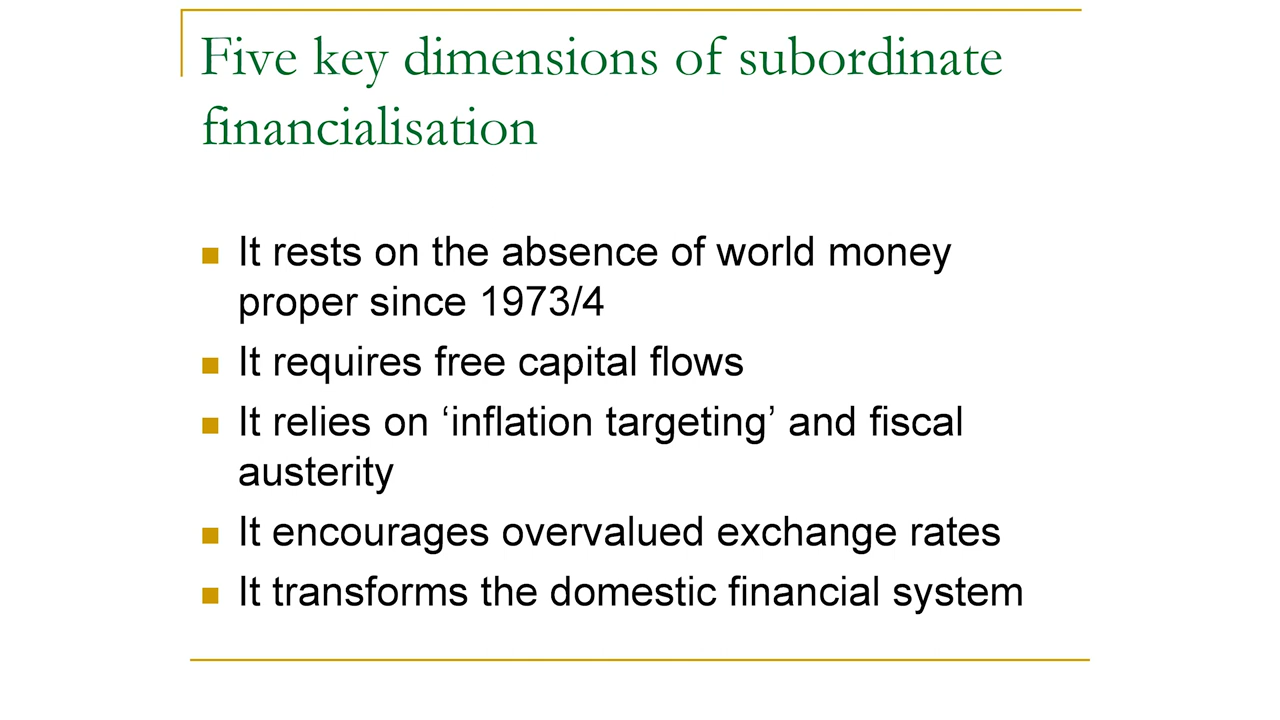 Five key dimensions of subordinate
financialisation
It rests on the absence of world money
proper since 1973/4
It requires free capital flows
It relies on ‘inflation targeting’ and fiscal
austerity
It encourages overvalued exchange rates
It transforms the domestic financial system